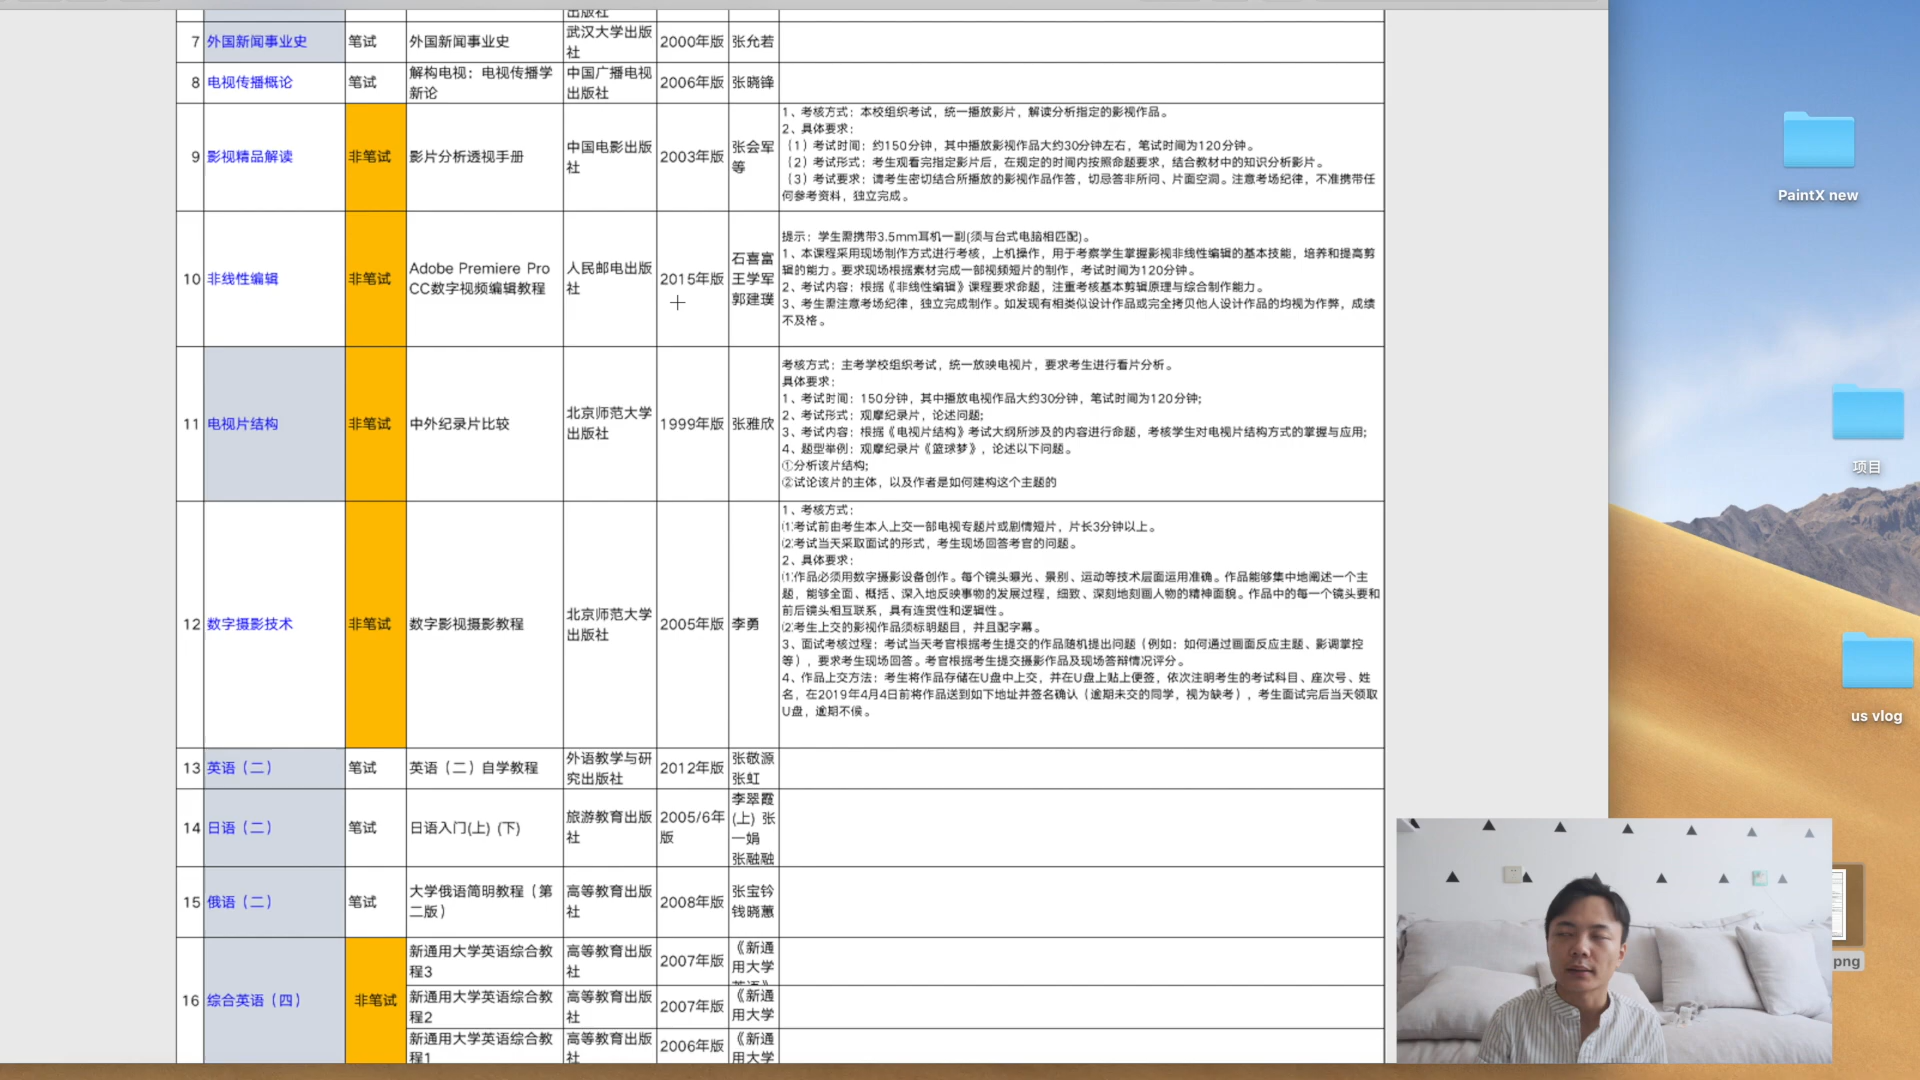 出版社
7 外国新闻事业史 笔试 外国新闻事业史 武汉大学出版社 2000年版 张允若
8 电视传播概论 笔试 解构电视：电视传播学新论 中国广播电视出版社 2006年版 张晓锋
9 影视精品解读 非笔试 影片分析透视手册 中国电影出版社 2003年版 张会军等
1、考核方式：本校组织考试，统一播放影片，解读分析指定的影视作品。
2、具体要求：
（1）考试时间：约150分钟，其中播放影视作品大约30分钟左右，笔试时间为120分钟。
（2）考试形式：考生观看完指定影片后，在规定的时间内按照命题要求，结合教材中的知识分析影片。
（3）考试要求：请考生密切结合所播放的影视作品作答，切忌答非所问、片面空洞。注意考场纪律，不准携带任
何参考资料，独立完成。
10 非线性编辑 非笔试 Adobe Premiere Pro CC数字视频编辑教程 人民邮电出版社 2015年版 石喜富 王学军 郭建璞
提示：学生需携带3.5mm耳机一副(须与台式电脑相匹配)。
1、本课程采用现场制作方式进行考核，上机操作，用于考察学生掌握影视非线性编辑的基本技能，培养和提高剪
辑的能力。要求现场根据素材完成一部视频短片的制作，考试时间为120分钟。
2、考试内容：根据《非线性编辑》课程要求命题，注重考核基本剪辑原理与综合制作能力。
3、考生需注意考场纪律，独立完成制作。如发现有相类似设计作品或完全拷贝他人设计作品的均视为作弊，成绩
不及格。
11 电视片结构 非笔试 中外纪录片比较 北京师范大学出版社 1999年版 张雅欣
考核方式：主考学校组织考试，统一放映电视片，要求考生进行看片分析。
具体要求：
1、考试时间：150分钟，其中播放电视作品大约30分钟，笔试时间为120分钟;
2、考试形式：观摩纪录片，论述问题;
3、考试内容：根据《电视片结构》考试大纲所涉及的内容进行命题，考核学生对电视片结构方式的掌握与应用;
4、题型举例：观摩纪录片《篮球梦》，论述以下问题。
①分析该片结构;
②试论该片的主体，以及作者是如何建构这个主题的
12 数字摄影技术 非笔试 数字影视摄影教程 北京师范大学出版社 2005年版 李勇
1、考核方式：
⑴考试前由考生本人上交一部电视专题片或剧情短片，片长3分钟以上。
⑵考试当天采取面试的形式，考生现场回答考官的问题。
2、具体要求：
⑴作品必须用数字摄影设备创作。每个镜头曝光、景别、运动等技术层面运用准确。作品能够集中地阐述一个主
题，能够全面、概括、深入地反映事物的发展过程，细致、深刻地刻画人物的精神面貌。作品中的每一个镜头要和
前后镜头相互联系，具有连贯性和逻辑性。
⑵考生上交的影视作品须标明题目，并且配字幕。
3、面试考核过程：考试当天考官根据考生提交的作品随机提出问题（例如：如何通过画面反应主题、影调掌控
等），要求考生现场回答。考官根据考生提交摄影作品及现场答辩情况评分。
4、作品上交方法：考生将作品存储在U盘中上交，并在U盘上贴上便签，依次注明考生的考试科目、座次号、姓
名，在2019年4月4日前将作品送到如下地址并签名确认（逾期未交的同学，视为缺考），考生面试完后当天领取
U盘，逾期不候。
13 英语（二） 笔试 英语（二）自学教程 外语教学与研究出版社 2012年版 张敬源 张虹
14 日语（二） 笔试 日语入门(上) (下) 旅游教育出版社 2005/6年版 李翠霞(上) 张一娟 张融融
15 俄语（二） 笔试 大学俄语简明教程（第二版） 高等教育出版社 2008年版 张宝钤 钱晓蕙
16 综合英语（四） 非笔试 新通用大学英语综合教程3 高等教育出版社 2007年版 《新通用大学英语》
新通用大学英语综合教程2 高等教育出版社 2007年版 《新通用大学
新通用大学英语综合教程1 高等教育出版社 2006年版 《新通用大学
PaintX new
项目
us vlog
png